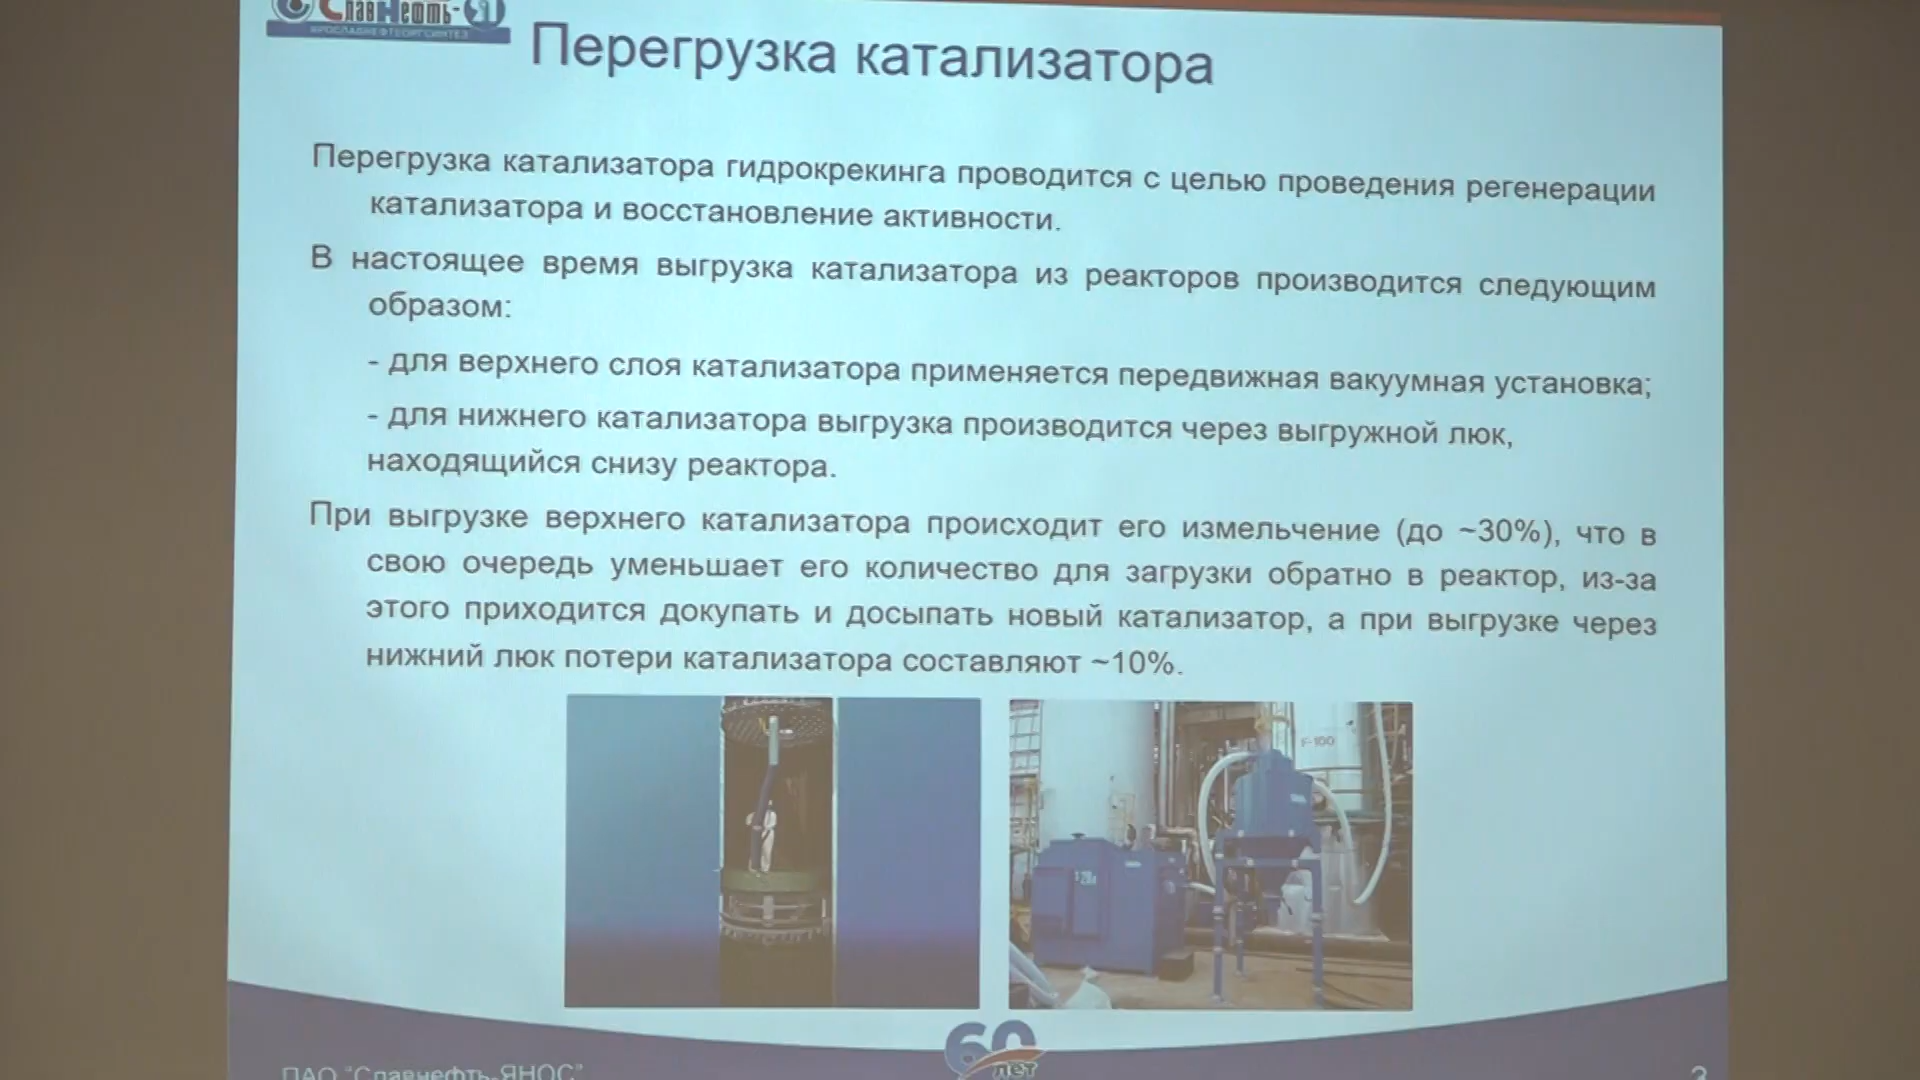 СлавНефть-Я
ЯРОСЛАВНЕФТЕОРГСИНТЕЗ
Перегрузка катализатора
Перегрузка катализатора гидрокрекинга проводится с целью проведения регенерации
катализатора и восстановление активности.
В настоящее время выгрузка катализатора из реакторов производится следующим
образом:
- для верхнего слоя катализатора применяется передвижная вакуумная установка;
- для нижнего катализатора выгрузка производится через выгружной люк,
находящийся снизу реактора.
При выгрузке верхнего катализатора происходит его измельчение (до ~30%), что в
свою очередь уменьшает его количество для загрузки обратно в реактор, из-за
этого приходится докупать и досыпать новый катализатор, а при выгрузке через
нижний люк потери катализатора составляют ~10%.
F-100
60
лет
ПАО "Славнефть-ЯНОС"
3